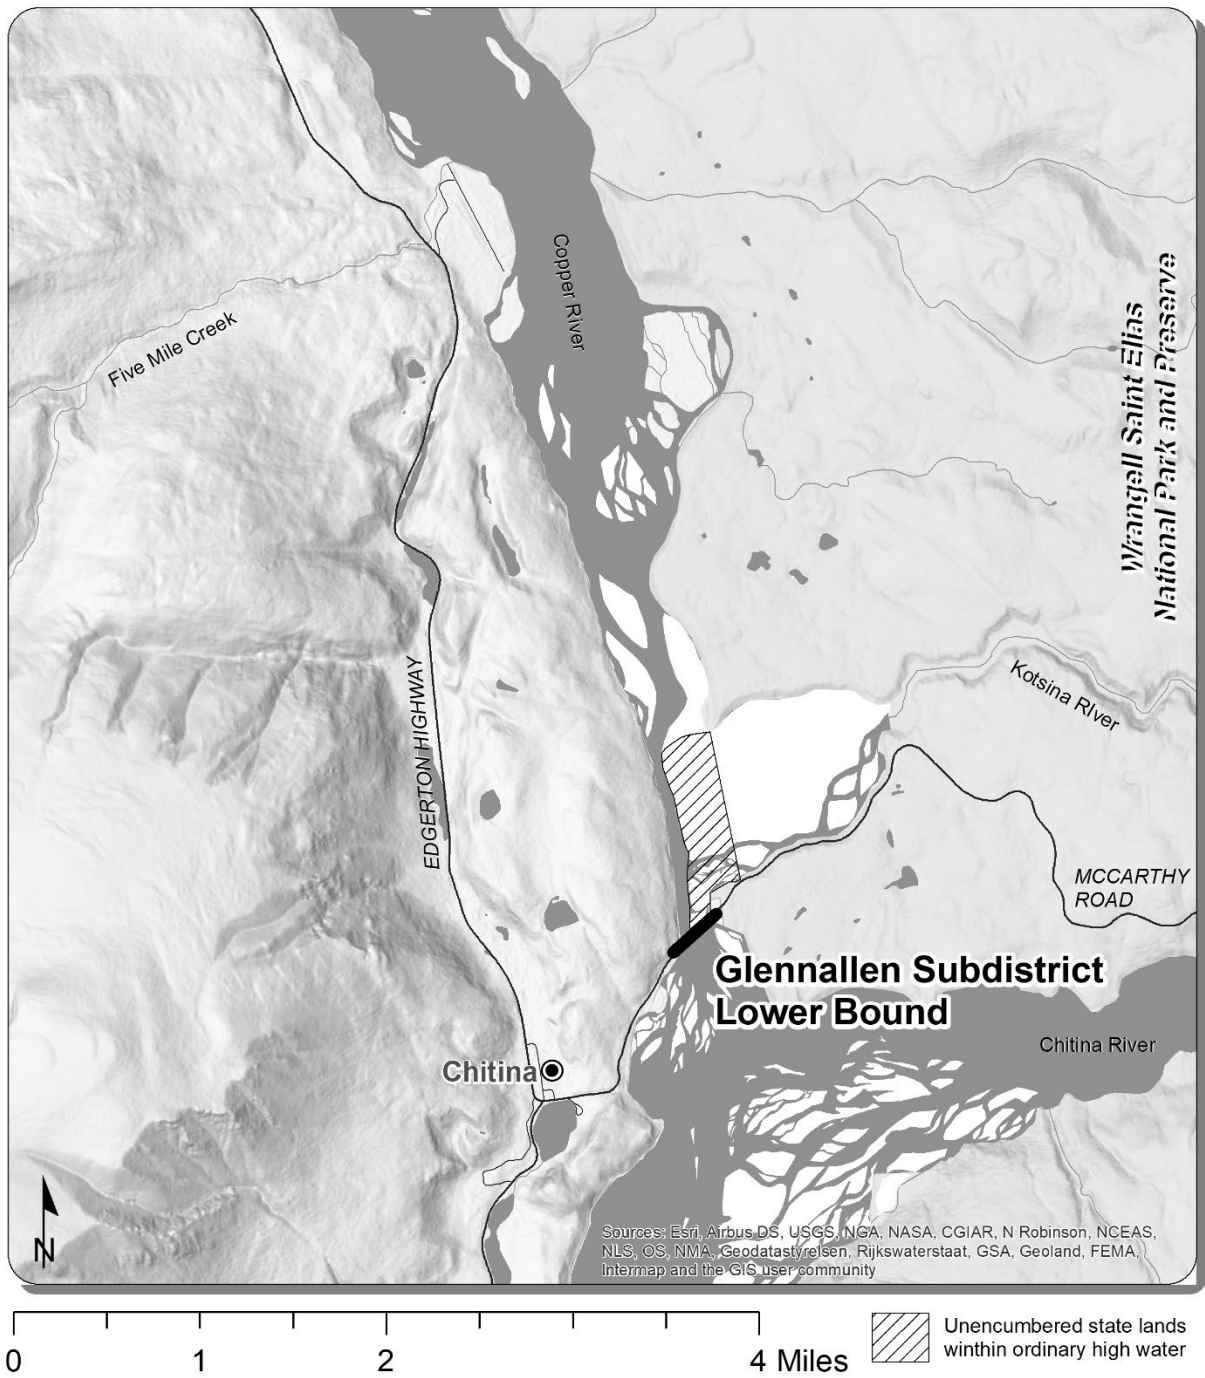 Copper River
Five Mile Creek
Wrangell Saint Elias
National Park and Preserve
Kotsina RIver
EDGERTON HIGHWAY
MCCARTHY
ROAD
Glennallen Subdistrict
Lower Bound
Chitina River
Chitina
N
Sources: Esri, Airbus DS, USGS, NGA, NASA, CGIAR, N Robinson, NCEAS,
NLS, OS, NMA, Geodatastyrelsen, Rijkswaterstaat, GSA, Geoland, FEMA,
Intermap and the GIS user community
0 1 2 4 Miles
Unencumbered state lands
winthin ordinary high water